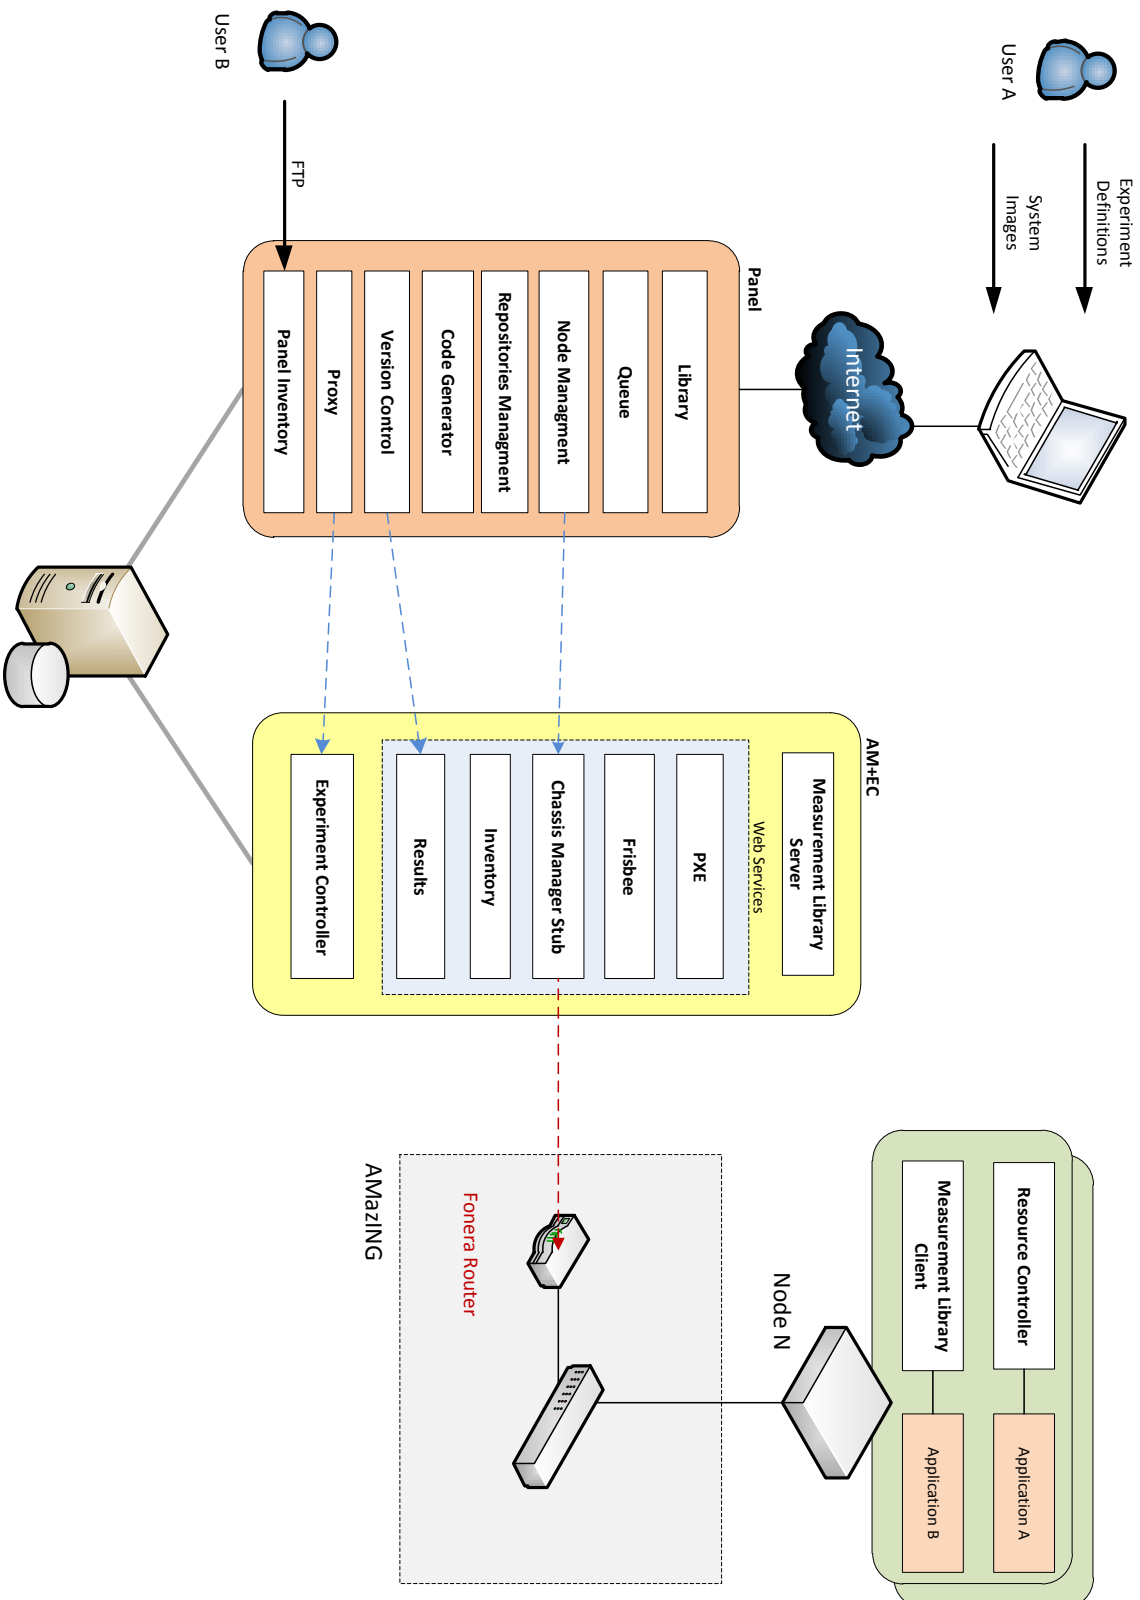 User A
Experiment
Definitions
System
Images
Internet
Panel
Library
Queue
Node Managment
Repositories Managment
Code Generator
Version Control
Proxy
Panel Inventory
User B
FTP
AM+EC
Measurement Library
Server
Web Services
PXE
Frisbee
Chassis Manager Stub
Inventory
Results
Experiment Controller
Resource Controller
Application A
Measurement Library
Client
Application B
Node N
Fonera Router
AMazING